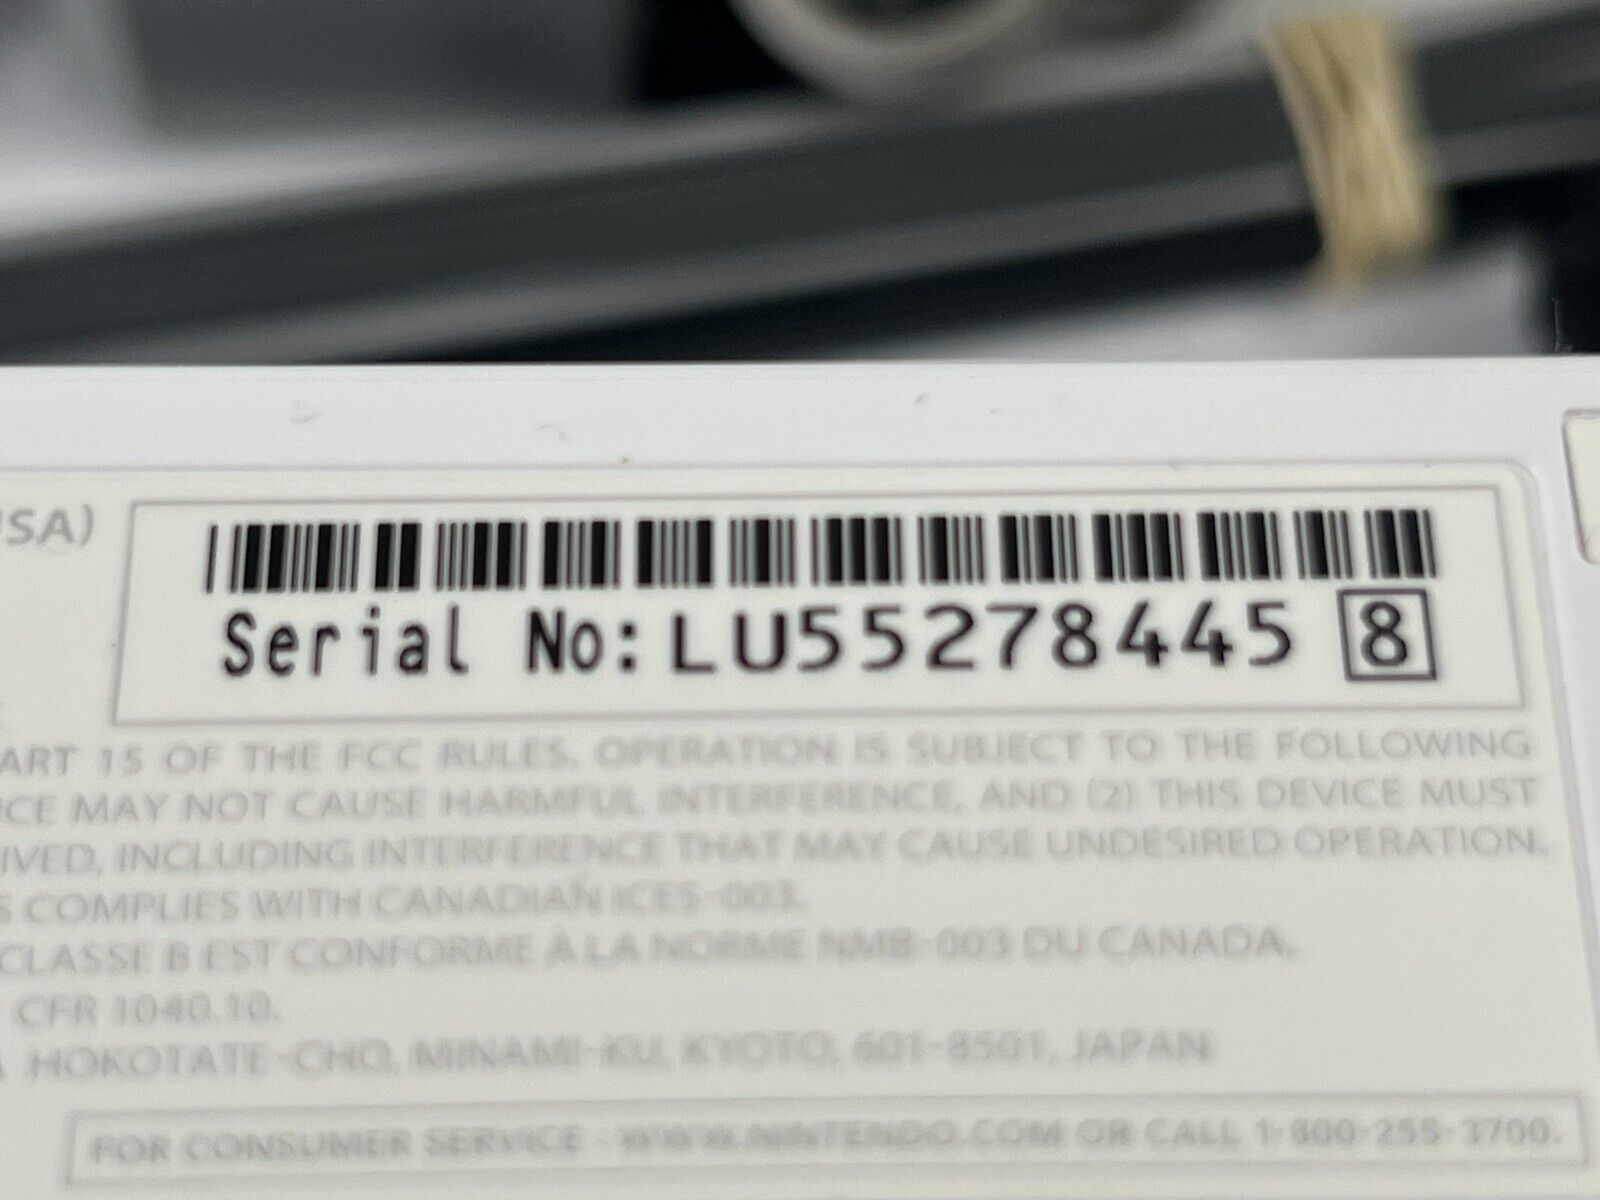 USA)
Serial No: LU55278445 8
ART 15 OF THE FCC RULES. OPERATION IS SUBJECT TO THE FOLLOWING
ICE MAY NOT CAUSE HARMFUL INTERFERENCE, AND (2) THIS DEVICE MUST
IVED, INCLUDING INTERFERENCE THAT MAY CAUSE UNDESIRED OPERATION.
S COMPLIES WITH CANADIAN ICES-003.
CLASSE B EST CONFORME À LA NORME NMB-003 DU CANADA.
CFR 1040.10.
HOKOTATE-CHO, MINAMI-KU, KYOTO, 601-8501, JAPAN
FOR CONSUMER SERVICE : WWW.NINTENDO.COM OR CALL 1-800-255-3700.